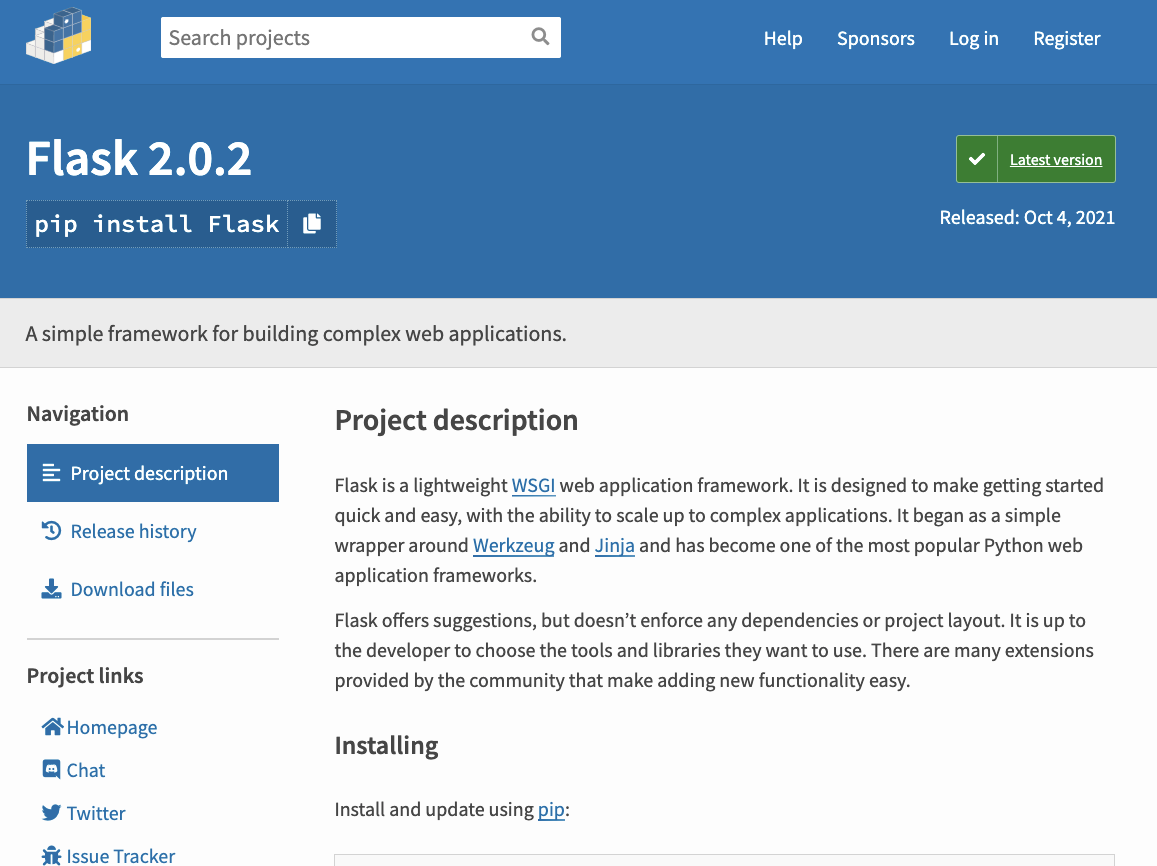 Search projects
Help
Sponsors
Log in
Register
Flask 2.0.2
Latest version
pip install Flask
Released: Oct 4, 2021
A simple framework for building complex web applications.
Navigation
Project description
Release history
Download files
Project links
Homepage
Chat
Twitter
Issue Tracker
Project description
Flask is a lightweight WSGI web application framework. It is designed to make getting started
quick and easy, with the ability to scale up to complex applications. It began as a simple
wrapper around Werkzeug and Jinja and has become one of the most popular Python web
application frameworks.
Flask offers suggestions, but doesn’t enforce any dependencies or project layout. It is up to
the developer to choose the tools and libraries they want to use. There are many extensions
provided by the community that make adding new functionality easy.
Installing
Install and update using pip: